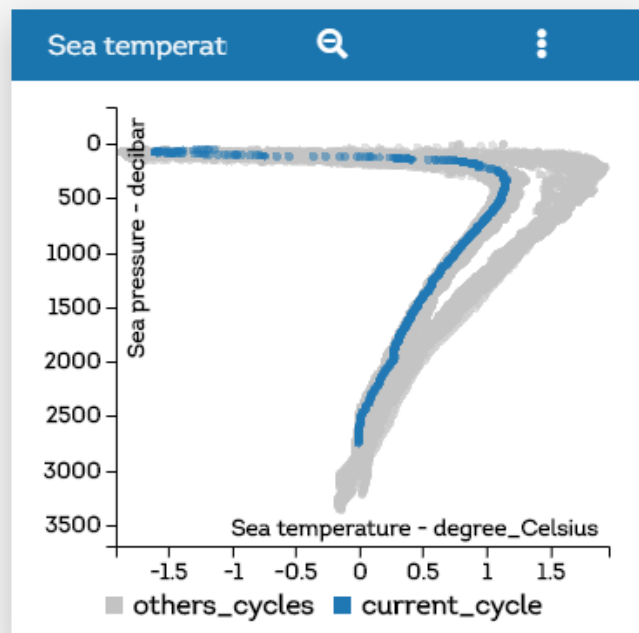 Sea temperat
Sea pressure - decibar
0
500
1000
1500
2000
2500
3000
3500
Sea temperature - degree_Celsius
-1.5 -1 -0.5 0 0.5 1 1.5
others_cycles current_cycle